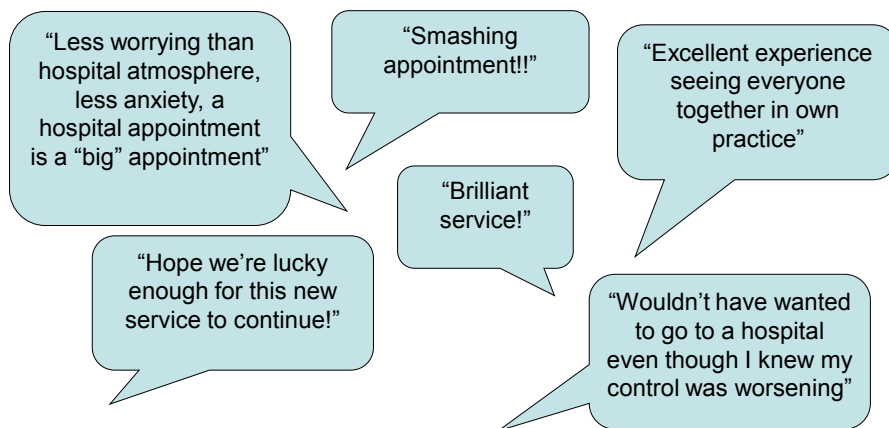 “Less worrying than
hospital atmosphere,
less anxiety, a
hospital appointment
is a “big” appointment”
“Smashing
appointment!!”
“Excellent experience
seeing everyone
together in own
practice”
“Brilliant
service!”
“Hope we’re lucky
enough for this new
service to continue!”
“Wouldn’t have wanted
to go to a hospital
even though I knew my
control was worsening”